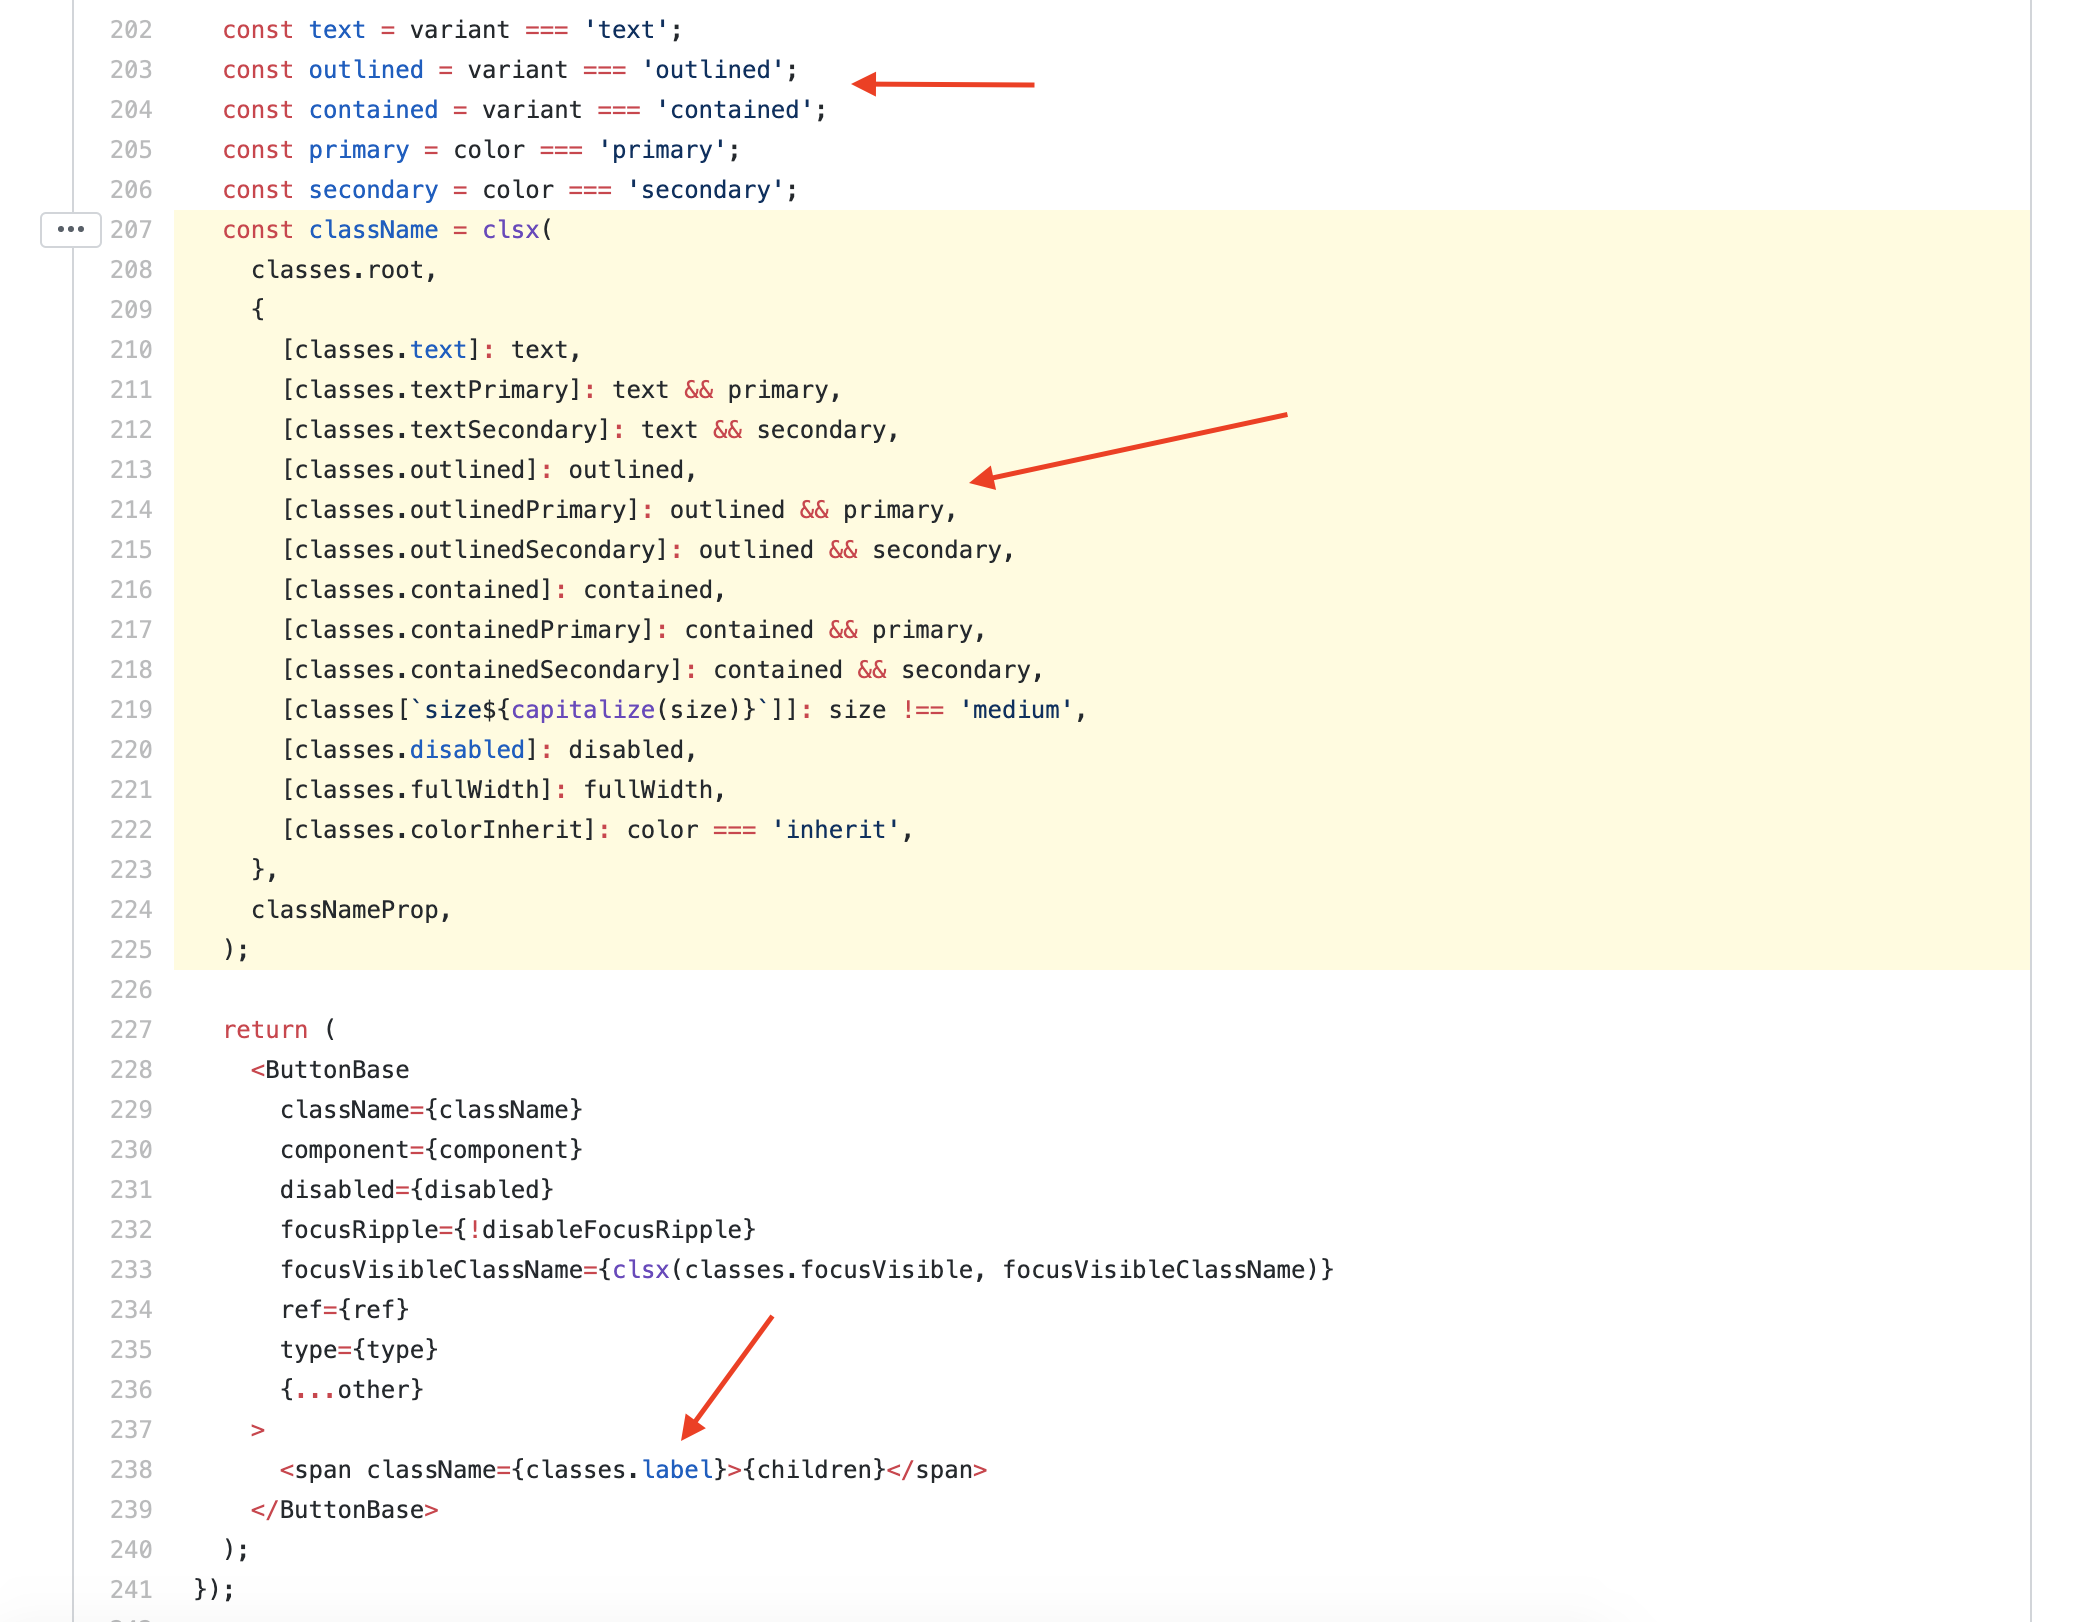 202 const text = variant === 'text';
203 const outlined = variant === 'outlined';
204 const contained = variant === 'contained';
205 const primary = color === 'primary';
206 const secondary = color === 'secondary';
••• 207 const className = clsx(
208 classes.root,
209 {
210 [classes.text]: text,
211 [classes.textPrimary]: text && primary,
212 [classes.textSecondary]: text && secondary,
213 [classes.outlined]: outlined,
214 [classes.outlinedPrimary]: outlined && primary,
215 [classes.outlinedSecondary]: outlined && secondary,
216 [classes.contained]: contained,
217 [classes.containedPrimary]: contained && primary,
218 [classes.containedSecondary]: contained && secondary,
219 [classes[`size${capitalize(size)}`]]: size !== 'medium',
220 [classes.disabled]: disabled,
221 [classes.fullWidth]: fullWidth,
222 [classes.colorInherit]: color === 'inherit',
223 },
224 classNameProp,
225 );
226
227 return (
228 <ButtonBase
229 className={className}
230 component={component}
231 disabled={disabled}
232 focusRipple={!disableFocusRipple}
233 focusVisibleClassName={clsx(classes.focusVisible, focusVisibleClassName)}
234 ref={ref}
235 type={type}
236 {...other}
237 >
238 <span className={classes.label}>{children}</span>
239 </ButtonBase>
240 );
241 });